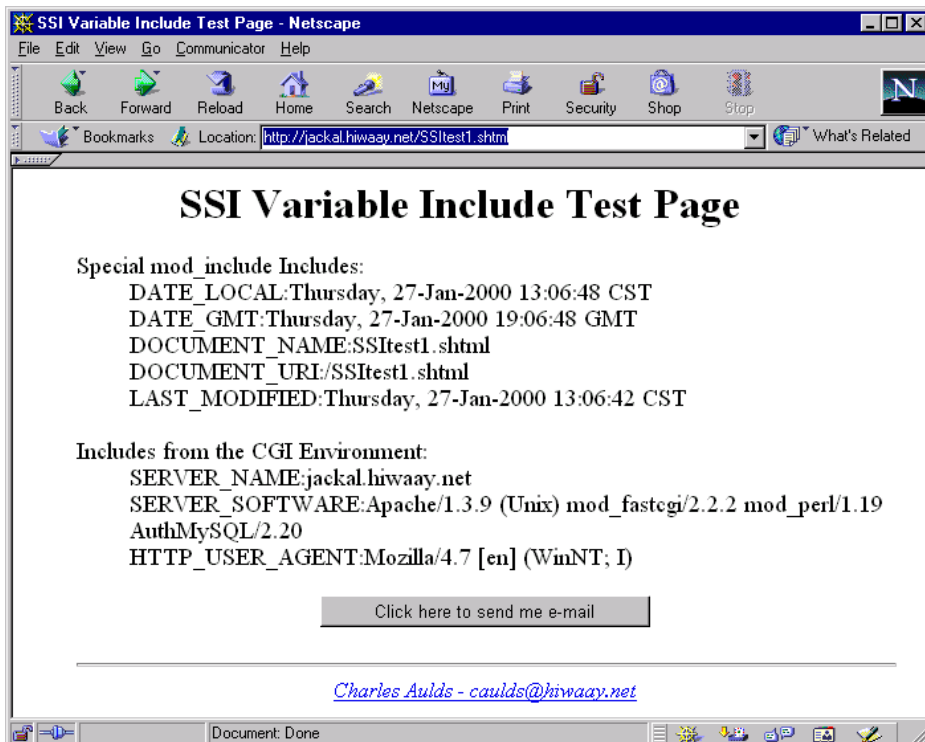 SSI Variable Include Test Page - Netscape
File Edit View Go Communicator Help
Back Forward Reload Home Search Netscape Print Security Shop Stop
My
N
Bookmarks Location: http://jackal.hiwaay.net/SSItest1.shtml What's Related
SSI Variable Include Test Page
Special mod_include Includes:
DATE_LOCAL:Thursday, 27-Jan-2000 13:06:48 CST
DATE_GMT:Thursday, 27-Jan-2000 19:06:48 GMT
DOCUMENT_NAME:SSItest1.shtml
DOCUMENT_URI:/SSItest1.shtml
LAST_MODIFIED:Thursday, 27-Jan-2000 13:06:42 CST
Includes from the CGI Environment:
SERVER_NAME:jackal.hiwaay.net
SERVER_SOFTWARE:Apache/1.3.9 (Unix) mod_fastcgi/2.2.2 mod_perl/1.19
AuthMySQL/2.20
HTTP_USER_AGENT:Mozilla/4.7 [en] (WinNT; I)
Click here to send me e-mail
Charles Aulds - caulds@hiwaay.net
Document: Done